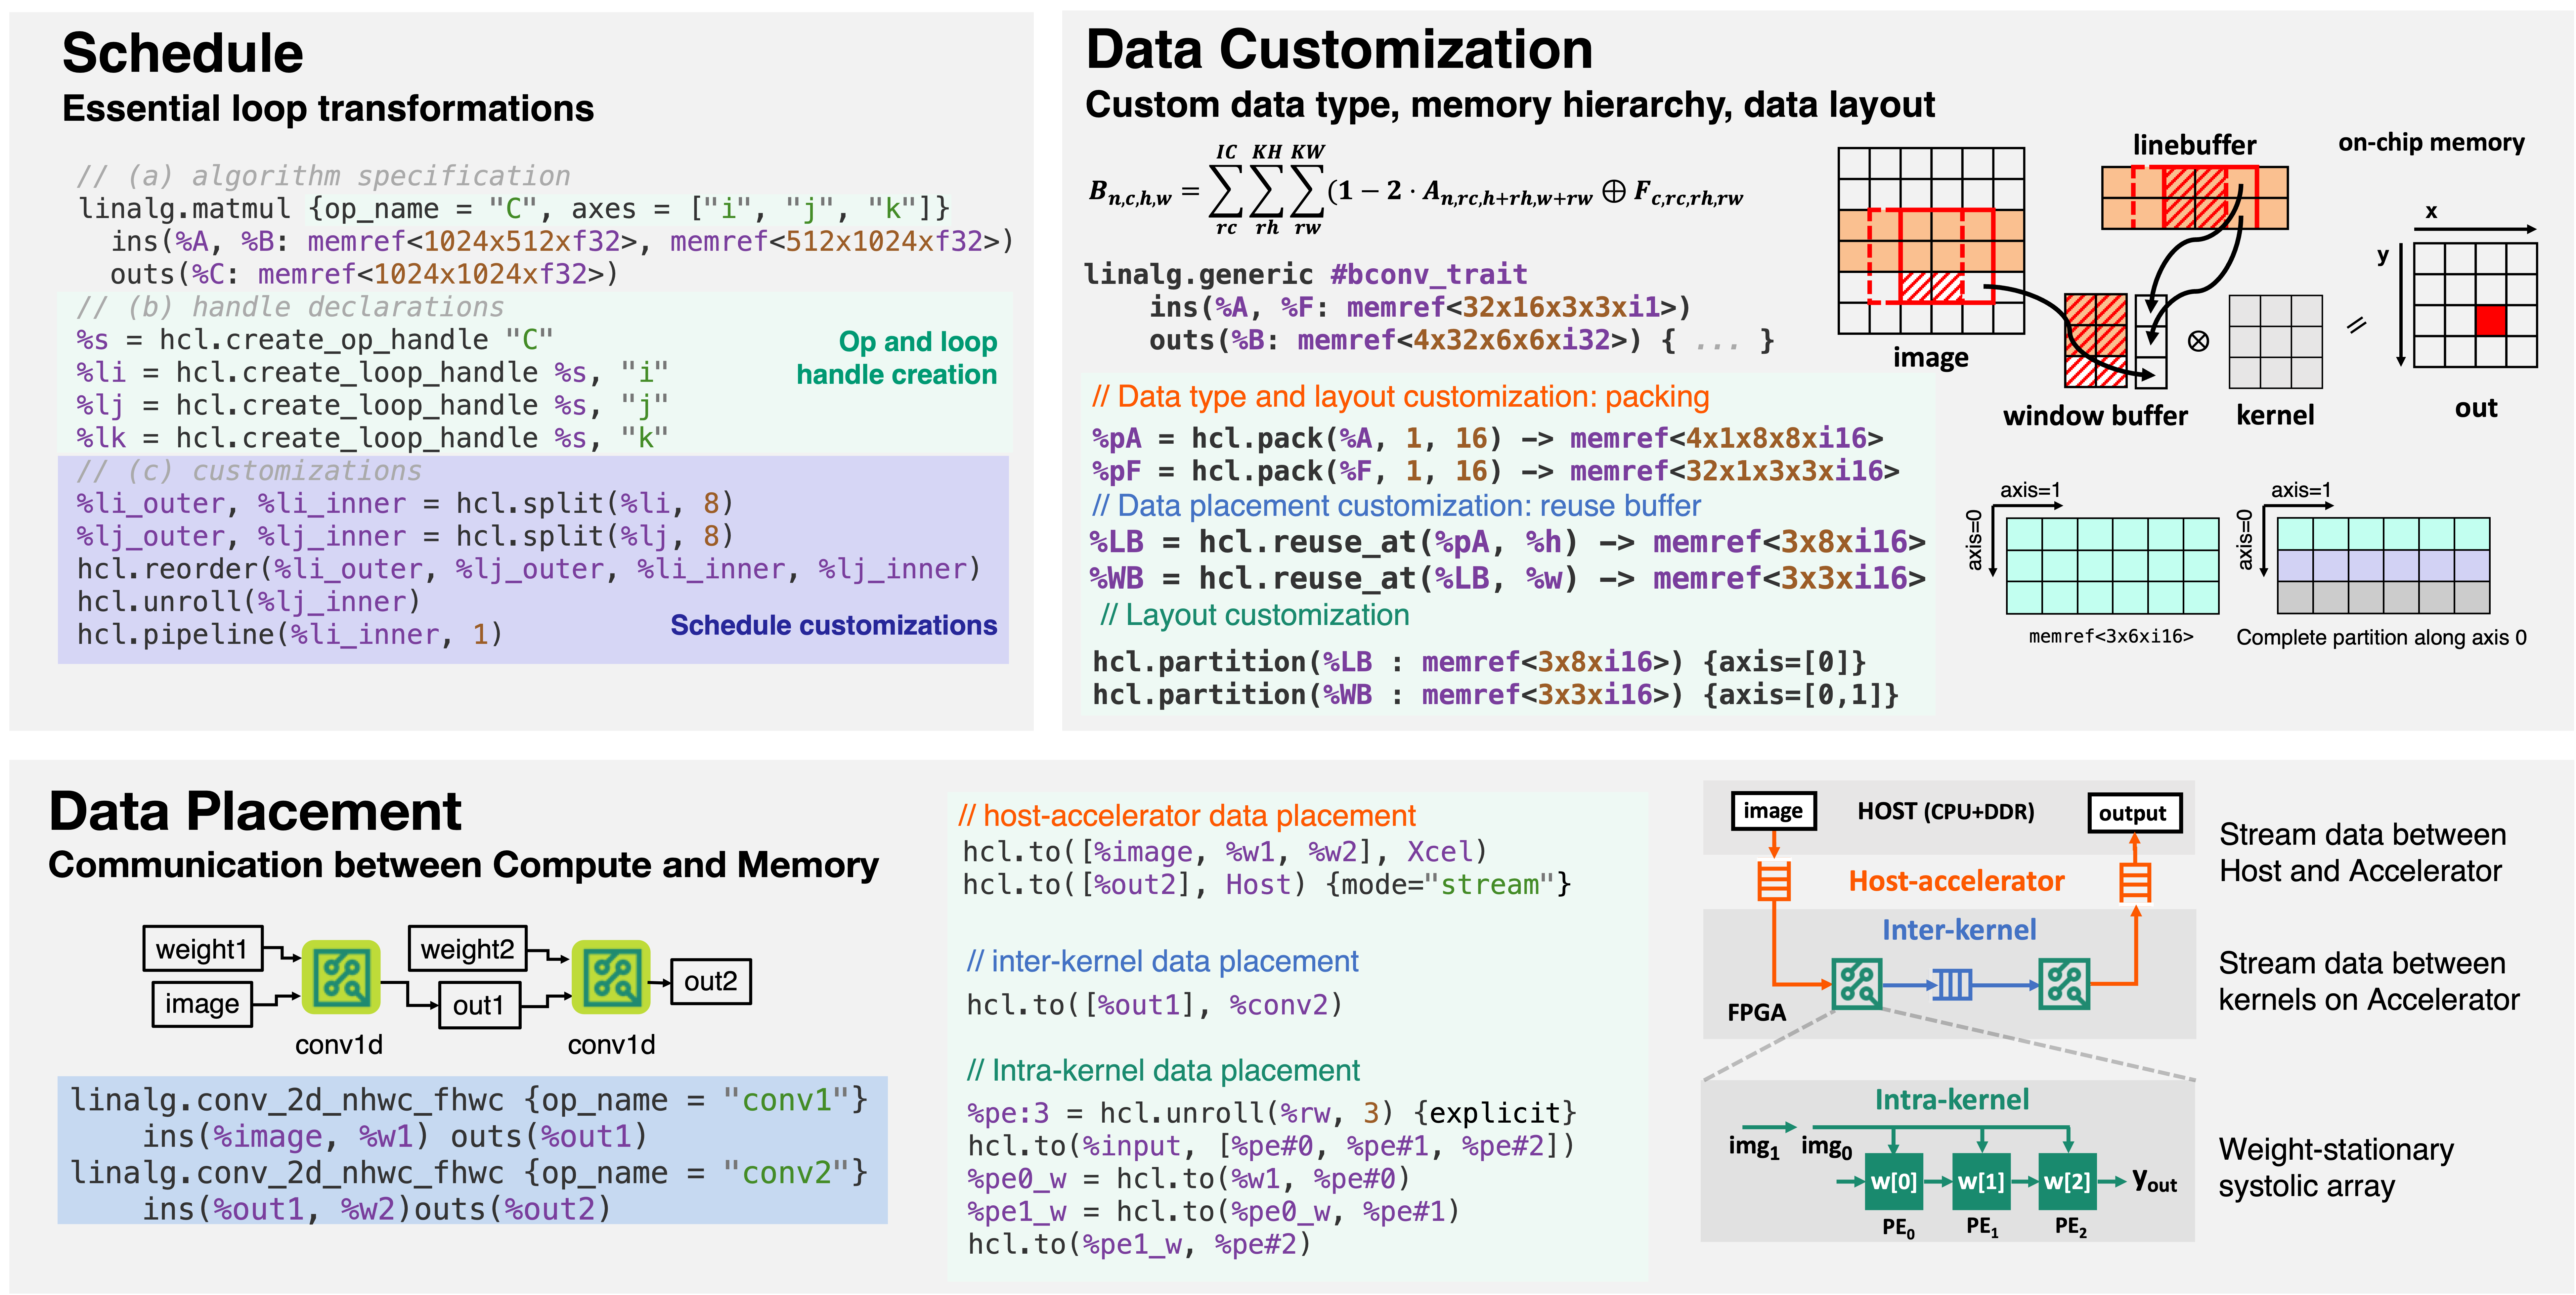 Schedule
Essential loop transformations
// (a) algorithm specification
linalg.matmul {op_name = "C", axes = ["i", "j", "k"]}
ins(%A, %B: memref<1024x512xf32>, memref<512x1024xf32>)
outs(%C: memref<1024x1024xf32>)
// (b) handle declarations
%s = hcl.create_op_handle "C"
%li = hcl.create_loop_handle %s, "i"
%lj = hcl.create_loop_handle %s, "j"
%lk = hcl.create_loop_handle %s, "k"
Op and loop
handle creation
// (c) customizations
%li_outer, %li_inner = hcl.split(%li, 8)
%lj_outer, %lj_inner = hcl.split(%lj, 8)
hcl.reorder(%li_outer, %lj_outer, %li_inner, %lj_inner)
hcl.unroll(%lj_inner)
hcl.pipeline(%li_inner, 1)
Schedule customizations
Data Customization
Custom data type, memory hierarchy, data layout
IC KH KW
B_{n,c,h,w} = ∑∑∑(1 − 2 · A_{n,rc,h+rh,w+rw} ⊕ F_{c,rc,rh,rw}
rc rh rw
linalg.generic #bconv_trait
ins(%A, %F: memref<32x16x3x3xi1>)
outs(%B: memref<4x32x6x6xi32>) { ... }
// Data type and layout customization: packing
%pA = hcl.pack(%A, 1, 16) −> memref<4x1x8x8xi16>
%pF = hcl.pack(%F, 1, 16) −> memref<32x1x3x3xi16>
// Data placement customization: reuse buffer
%LB = hcl.reuse_at(%pA, %h) −> memref<3x8xi16>
%WB = hcl.reuse_at(%LB, %w) −> memref<3x3xi16>
// Layout customization
hcl.partition(%LB : memref<3x8xi16>) {axis=[0]}
hcl.partition(%WB : memref<3x3xi16>) {axis=[0,1]}
linebuffer
on-chip memory
x
y
image
⊗
=
window buffer
kernel
out
axis=1
axis=0
memref<3x6xi16>
axis=1
axis=0
Complete partition along axis 0
Data Placement
Communication between Compute and Memory
weight1
image
conv1d
weight2
out1
conv1d
out2
linalg.conv_2d_nhwc_fhwc {op_name = "conv1"}
ins(%image, %w1) outs(%out1)
linalg.conv_2d_nhwc_fhwc {op_name = "conv2"}
ins(%out1, %w2)outs(%out2)
// host-accelerator data placement
hcl.to([%image, %w1, %w2], Xcel)
hcl.to([%out2], Host) {mode="stream"}
// inter-kernel data placement
hcl.to([%out1], %conv2)
// Intra-kernel data placement
%pe:3 = hcl.unroll(%rw, 3) {explicit}
hcl.to(%input, [%pe#0, %pe#1, %pe#2])
%pe0_w = hcl.to(%w1, %pe#0)
%pe1_w = hcl.to(%pe0_w, %pe#1)
hcl.to(%pe1_w, %pe#2)
image
HOST (CPU+DDR)
output
Host-accelerator
Inter-kernel
FPGA
Intra-kernel
img₁ img₀
w[0] w[1] w[2] y_out
PE₀ PE₁ PE₂
Stream data between
Host and Accelerator
Stream data between
kernels on Accelerator
Weight-stationary
systolic array